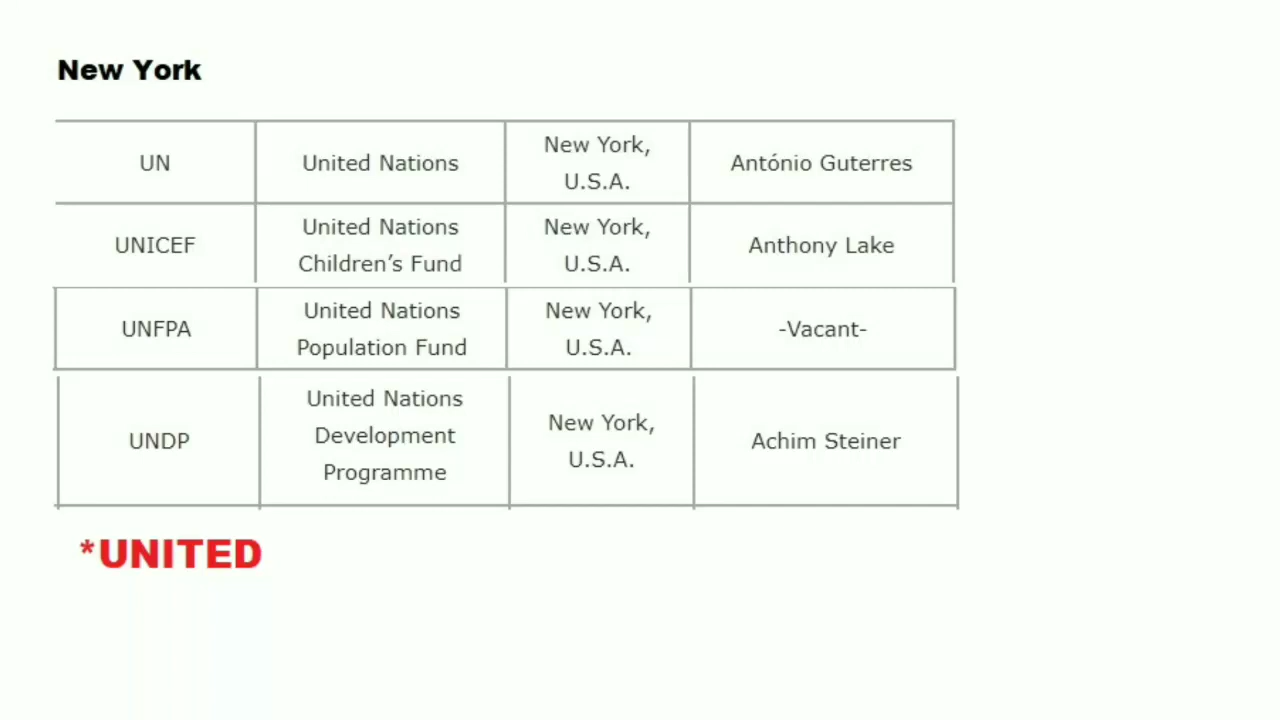 New York
UN
United Nations
New York,
U.S.A.
António Guterres
UNICEF
United Nations
Children’s Fund
New York,
U.S.A.
Anthony Lake
UNFPA
United Nations
Population Fund
New York,
U.S.A.
-Vacant-
UNDP
United Nations
Development
Programme
New York,
U.S.A.
Achim Steiner
*UNITED